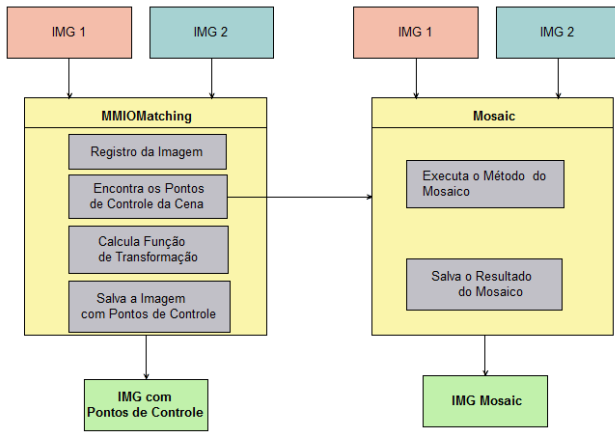 IMG 1
IMG 2
MMIOMatching
Registro da Imagem
Encontra os Pontos
de Controle da Cena
Calcula Função
de Transformação
Salva a Imagem
com Pontos de Controle
IMG com
Pontos de Controle
IMG 1
IMG 2
Mosaic
Executa o Método do
Mosaico
Salva o Resultado
do Mosaico
IMG Mosaic